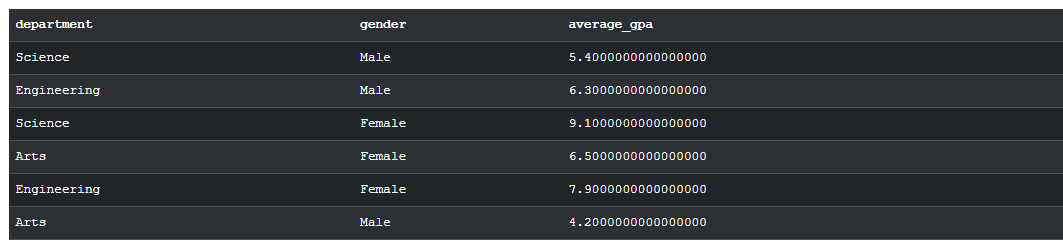 department gender average_gpa
Science Male 5.4000000000000000
Engineering Male 6.3000000000000000
Science Female 9.1000000000000000
Arts Female 6.5000000000000000
Engineering Female 7.9000000000000000
Arts Male 4.2000000000000000